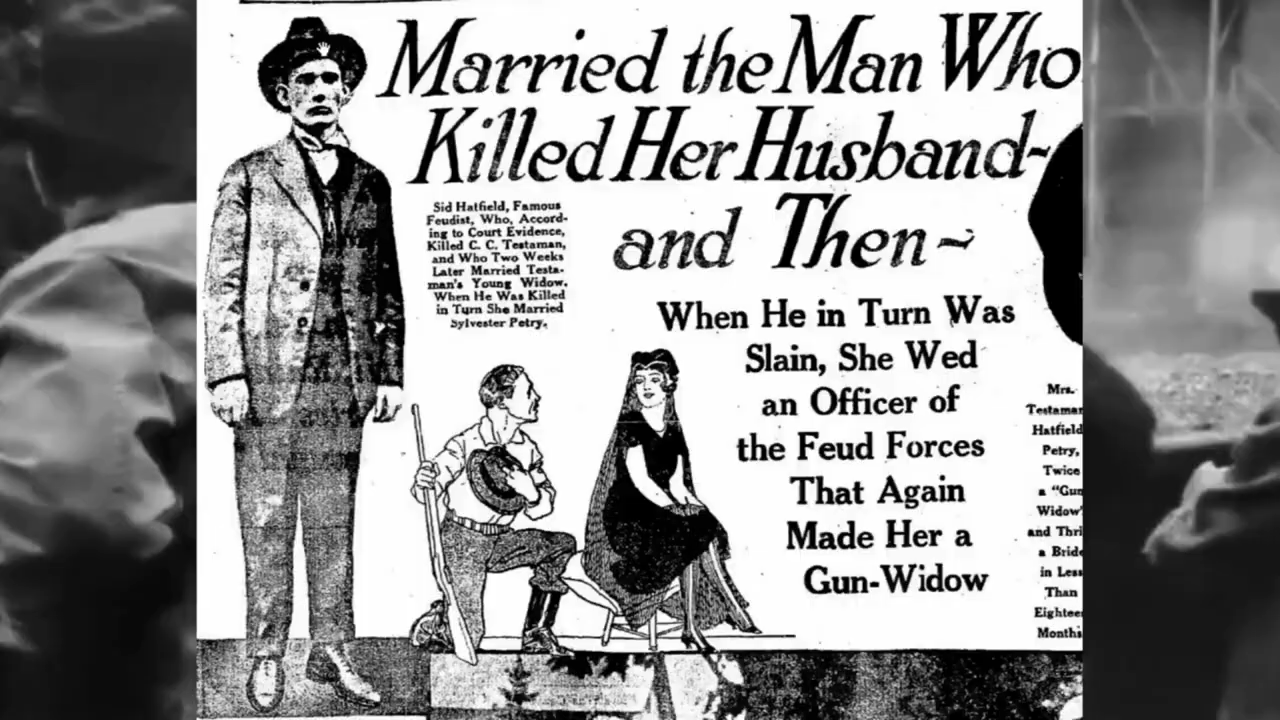 Married the Man Who
Killed Her Husband-
and Then~
Sid Hatfield, Famous
Feudist, Who, Accord-
ing to Court Evidence,
Killed C. C. Testaman,
and Who Two Weeks
Later Married Testa-
man's Young Widow.
When He Was Killed
in Turn She Married
Sylvester Petry.
When He in Turn Was
Slain, She Wed
an Officer of
the Feud Forces
That Again
Made Her a
Gun-Widow
Mrs.
Testaman
Hatfield
Petry,
Twice
a "Gun
Widow"
and Thri
a Bride
in Less
Than
Eighteen
Months